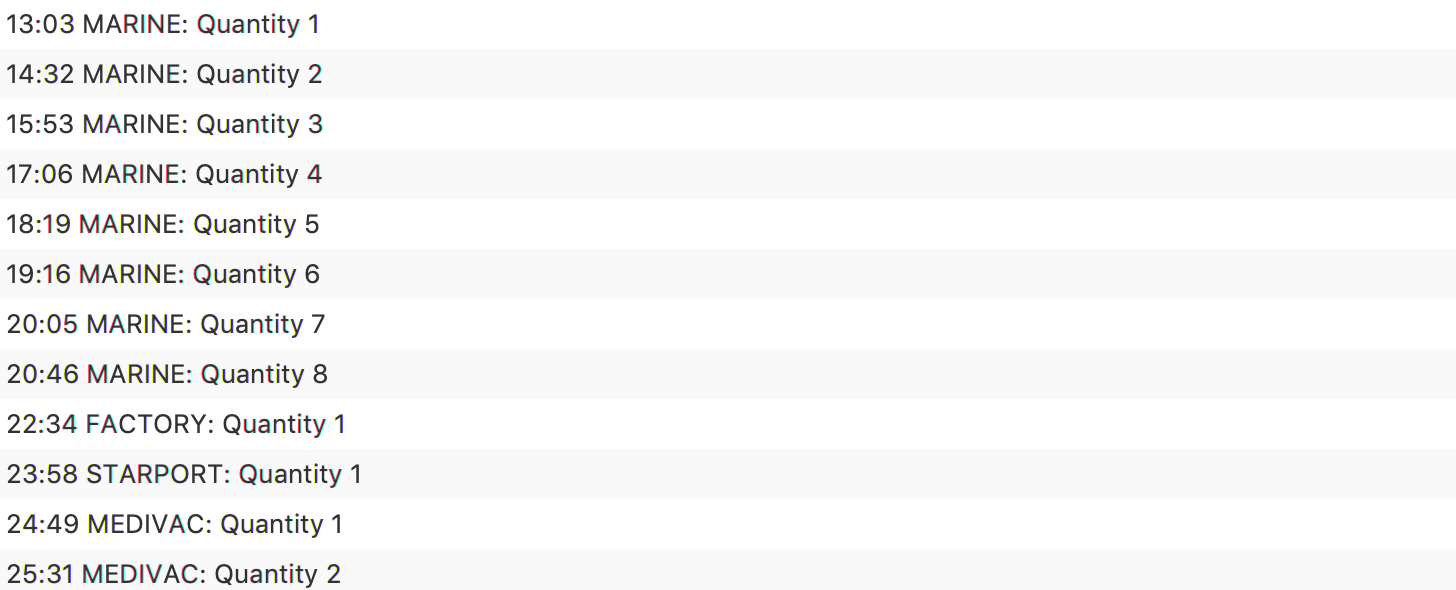 13:03 MARINE: Quantity 1
14:32 MARINE: Quantity 2
15:53 MARINE: Quantity 3
17:06 MARINE: Quantity 4
18:19 MARINE: Quantity 5
19:16 MARINE: Quantity 6
20:05 MARINE: Quantity 7
20:46 MARINE: Quantity 8
22:34 FACTORY: Quantity 1
23:58 STARPORT: Quantity 1
24:49 MEDIVAC: Quantity 1
25:31 MEDIVAC: Quantity 2